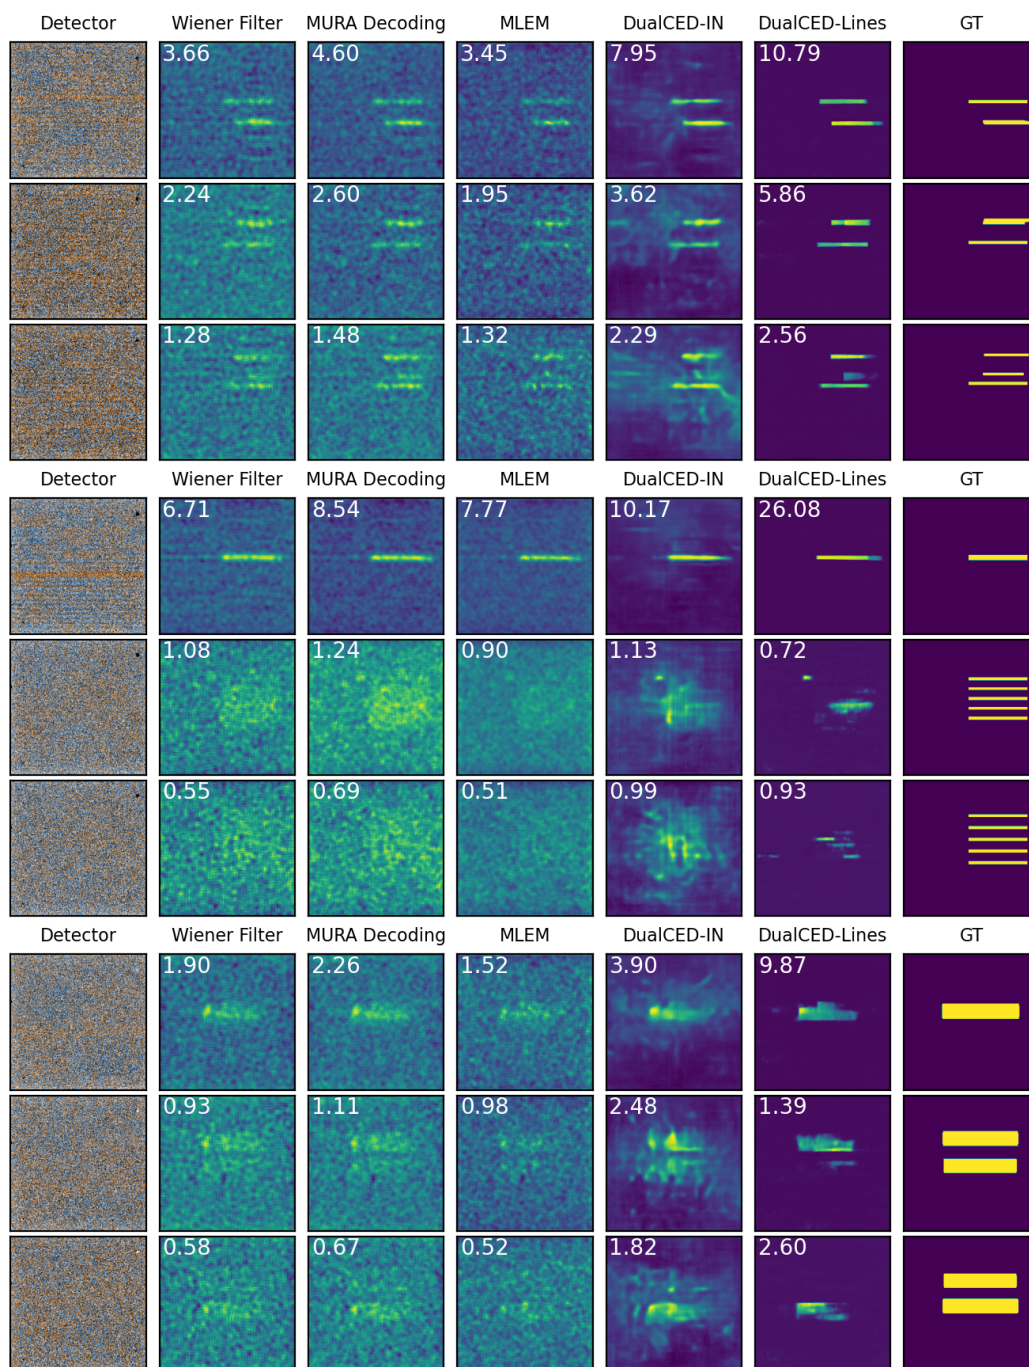 Detector Wiener Filter MURA Decoding MLEM DualCED-IN DualCED-Lines GT
3.66 4.60 3.45 7.95 10.79
2.24 2.60 1.95 3.62 5.86
1.28 1.48 1.32 2.29 2.56
Detector Wiener Filter MURA Decoding MLEM DualCED-IN DualCED-Lines GT
6.71 8.54 7.77 10.17 26.08
1.08 1.24 0.90 1.13 0.72
0.55 0.69 0.51 0.99 0.93
Detector Wiener Filter MURA Decoding MLEM DualCED-IN DualCED-Lines GT
1.90 2.26 1.52 3.90 9.87
0.93 1.11 0.98 2.48 1.39
0.58 0.67 0.52 1.82 2.60